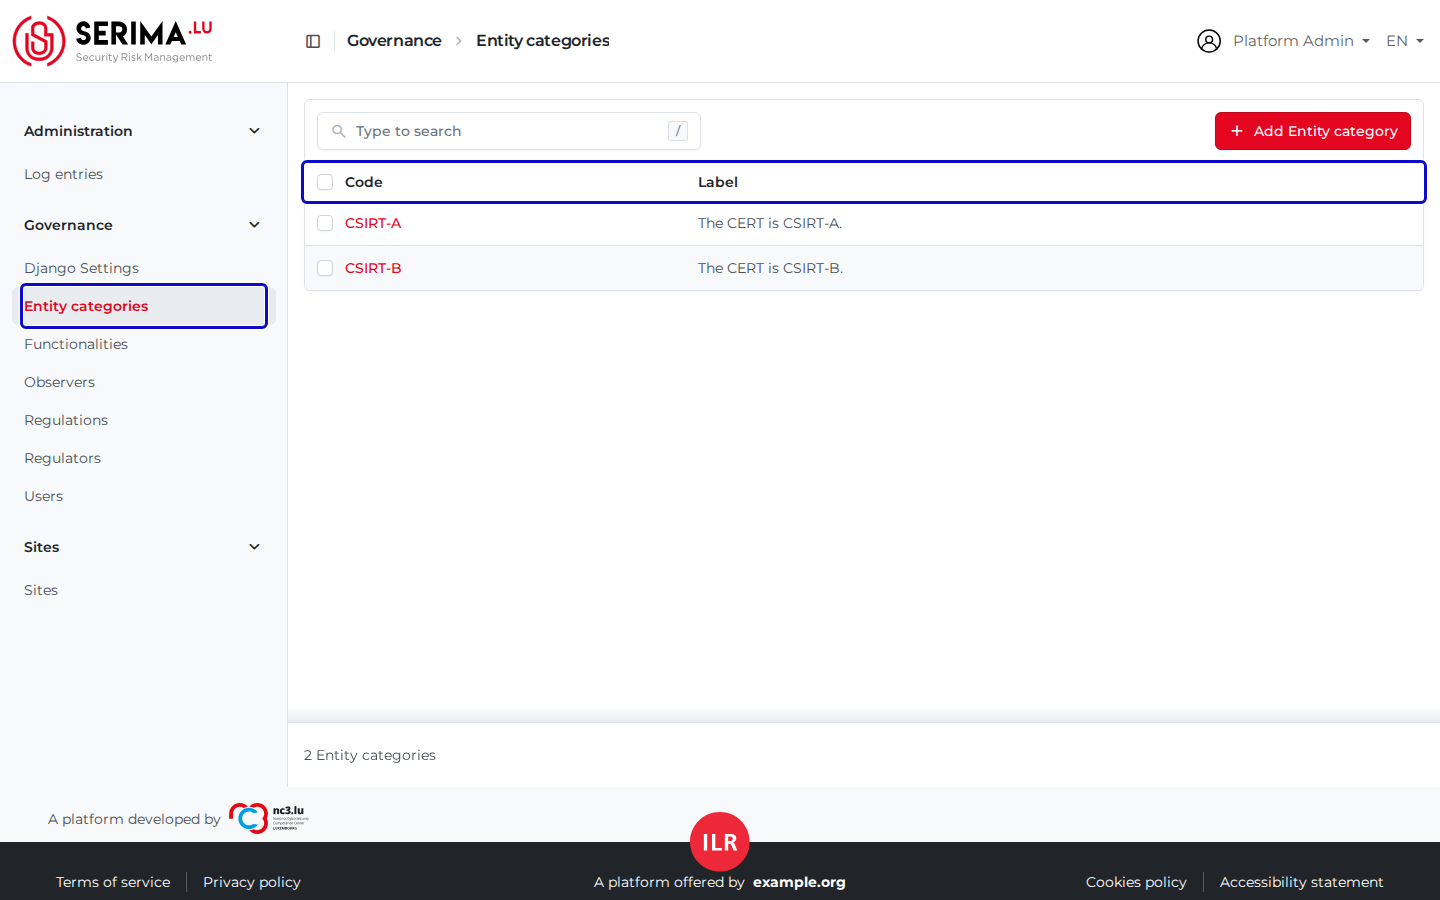 SERIMA.LU
Security Risk Management
Governance > Entity categories
Platform Admin EN
Administration
Log entries
Governance
Django Settings
Entity categories
Functionalities
Observers
Regulations
Regulators
Users
Sites
Sites
Type to search /
+ Add Entity category
Code Label
CSIRT-A The CERT is CSIRT-A.
CSIRT-B The CERT is CSIRT-B.
2 Entity categories
A platform developed by nc3.lu
ILR
Terms of service Privacy policy
A platform offered by example.org
Cookies policy Accessibility statement